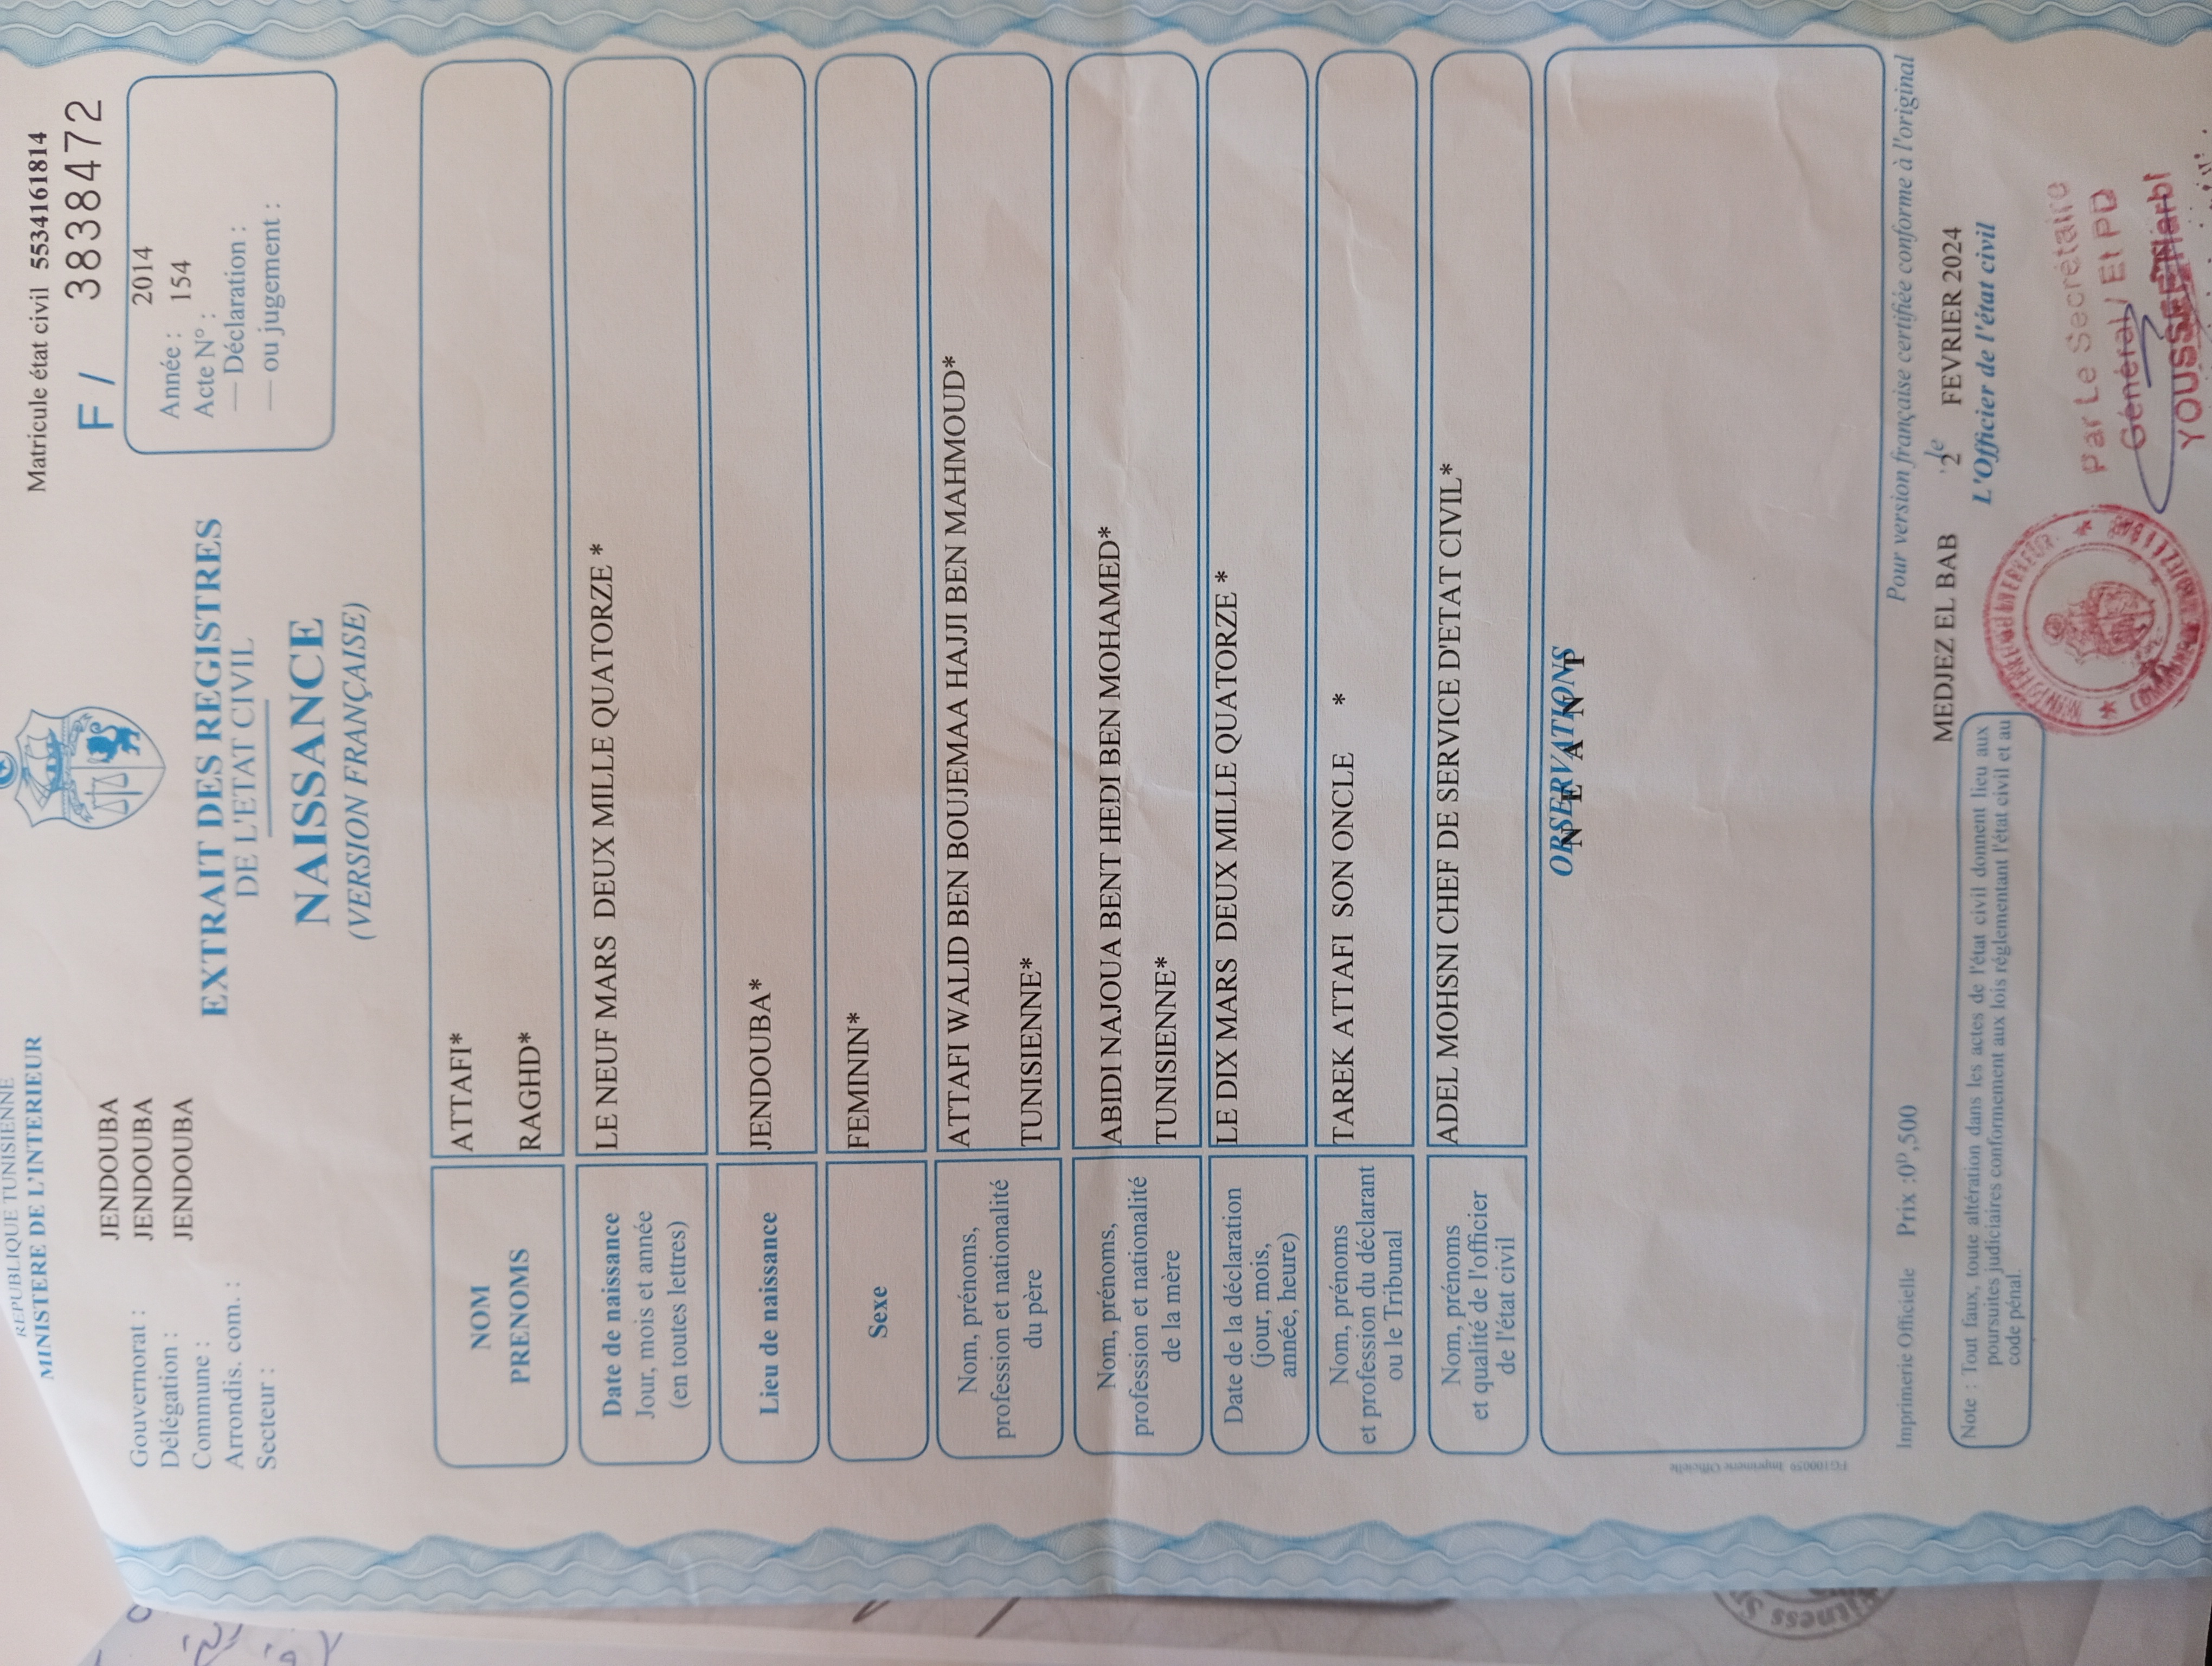 REPUBLIQUE TUNISIENNE
MINISTERE DE L'INTERIEUR
Gouvernorat : JENDOUBA
Délégation : JENDOUBA
Commune : JENDOUBA
Arrondis. com. :
Secteur :
Matricule état civil 5534161814
F / 3838472
2014
Année : 154
Acte N° :
— Déclaration :
— ou jugement :
EXTRAIT DES REGISTRES
DE L'ETAT CIVIL
NAISSANCE
(VERSION FRANÇAISE)
NOM ATTAFI*
PRENOMS RAGHD*
Date de naissance
Jour, mois et année
(en toutes lettres)
LE NEUF MARS DEUX MILLE QUATORZE *
Lieu de naissance JENDOUBA*
Sexe FEMININ*
Nom, prénoms,
profession et nationalité
du père
ATTAFI WALID BEN BOUJEMAA HAJJI BEN MAHMOUD*
TUNISIENNE*
Nom, prénoms,
profession et nationalité
de la mère
ABIDI NAJOUA BENT HEDI BEN MOHAMED*
TUNISIENNE*
Date de la déclaration
(jour, mois,
année, heure)
LE DIX MARS DEUX MILLE QUATORZE *
Nom, prénoms
et profession du déclarant
ou le Tribunal
TAREK ATTAFI SON ONCLE *
Nom, prénoms
et qualité de l'officier
de l'état civil
ADEL MOHSNI CHEF DE SERVICE D'ETAT CIVIL*
OBSERVATIONS
N E A N T
Imprimerie Officielle Prix :0ᴰ,500
Pour version française certifiée conforme à l'original
MEDJEZ EL BAB le 2 FEVRIER 2024
L'Officier de l'état civil
Note : Tout faux, toute altération dans les actes de l'état civil donnent lieu aux
poursuites judiciaires conformement aux lois réglementant l'état civil et au
code pénal.
Par Le Secrétaire
Général / Et PD
FG100050 Imprimerie Officielle